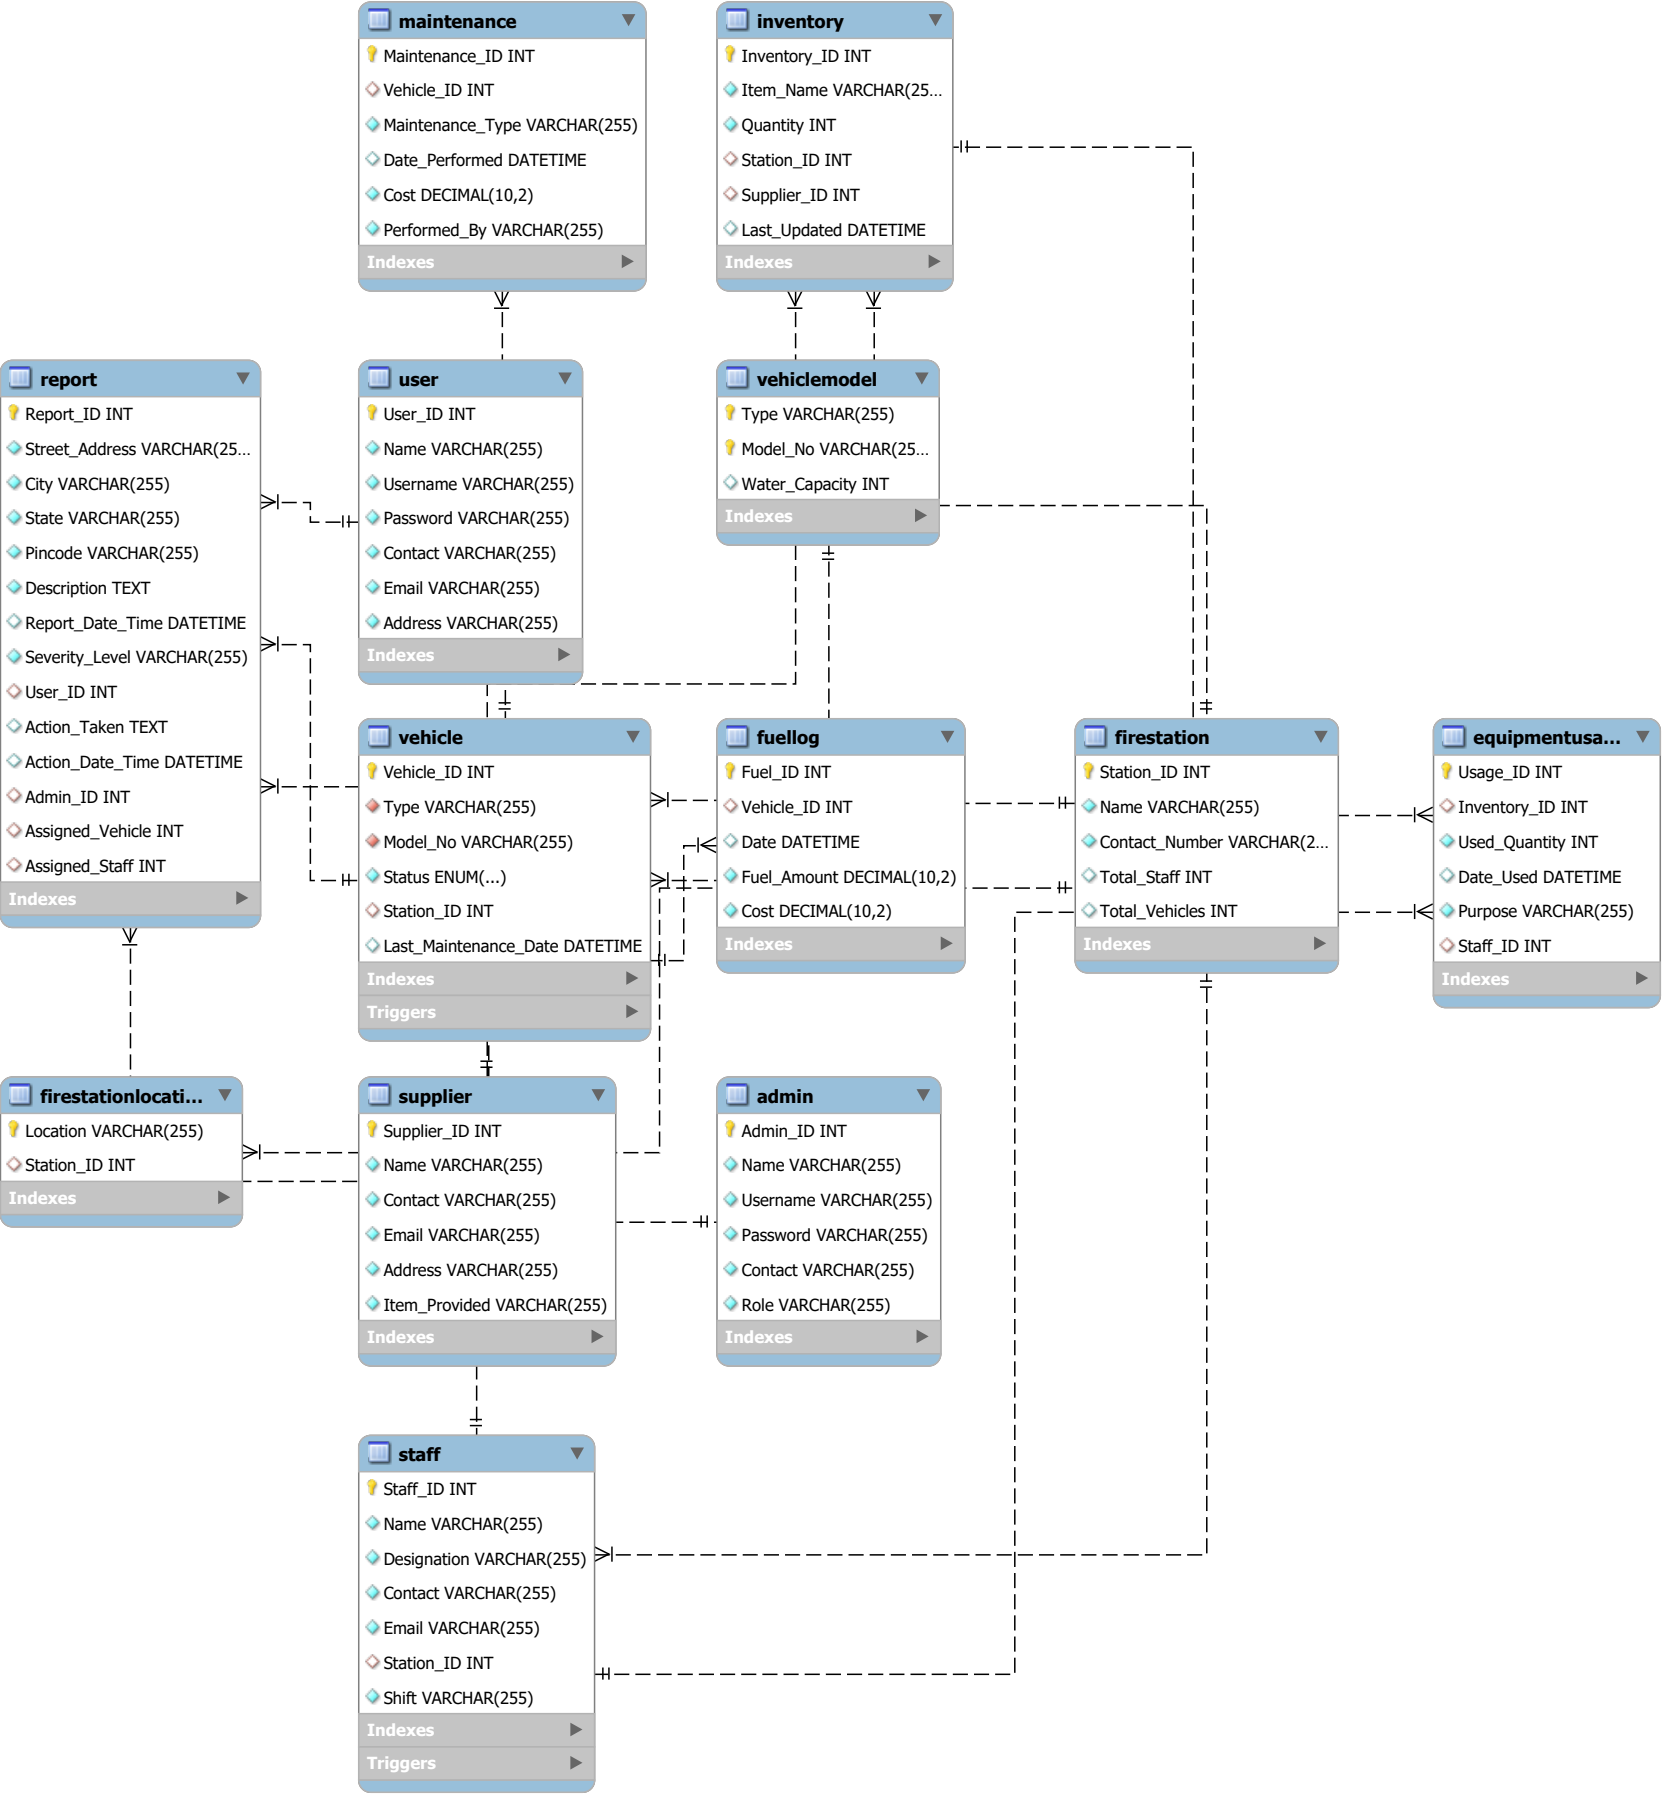 maintenance
Maintenance_ID INT
Vehicle_ID INT
Maintenance_Type VARCHAR(255)
Date_Performed DATETIME
Cost DECIMAL(10,2)
Performed_By VARCHAR(255)
Indexes
inventory
Inventory_ID INT
Item_Name VARCHAR(25...
Quantity INT
Station_ID INT
Supplier_ID INT
Last_Updated DATETIME
Indexes
report
Report_ID INT
Street_Address VARCHAR(25...
City VARCHAR(255)
State VARCHAR(255)
Pincode VARCHAR(255)
Description TEXT
Report_Date_Time DATETIME
Severity_Level VARCHAR(255)
User_ID INT
Action_Taken TEXT
Action_Date_Time DATETIME
Admin_ID INT
Assigned_Vehicle INT
Assigned_Staff INT
Indexes
user
User_ID INT
Name VARCHAR(255)
Username VARCHAR(255)
Password VARCHAR(255)
Contact VARCHAR(255)
Email VARCHAR(255)
Address VARCHAR(255)
Indexes
vehiclemodel
Type VARCHAR(255)
Model_No VARCHAR(25...
Water_Capacity INT
Indexes
vehicle
Vehicle_ID INT
Type VARCHAR(255)
Model_No VARCHAR(255)
Status ENUM(...)
Station_ID INT
Last_Maintenance_Date DATETIME
Indexes
Triggers
fuellog
Fuel_ID INT
Vehicle_ID INT
Date DATETIME
Fuel_Amount DECIMAL(10,2)
Cost DECIMAL(10,2)
Indexes
firestation
Station_ID INT
Name VARCHAR(255)
Contact_Number VARCHAR(2...
Total_Staff INT
Total_Vehicles INT
Indexes
equipmentusa...
Usage_ID INT
Inventory_ID INT
Used_Quantity INT
Date_Used DATETIME
Purpose VARCHAR(255)
Staff_ID INT
Indexes
firestationlocati...
Location VARCHAR(255)
Station_ID INT
Indexes
supplier
Supplier_ID INT
Name VARCHAR(255)
Contact VARCHAR(255)
Email VARCHAR(255)
Address VARCHAR(255)
Item_Provided VARCHAR(255)
Indexes
admin
Admin_ID INT
Name VARCHAR(255)
Username VARCHAR(255)
Password VARCHAR(255)
Contact VARCHAR(255)
Role VARCHAR(255)
Indexes
staff
Staff_ID INT
Name VARCHAR(255)
Designation VARCHAR(255)
Contact VARCHAR(255)
Email VARCHAR(255)
Station_ID INT
Shift VARCHAR(255)
Indexes
Triggers